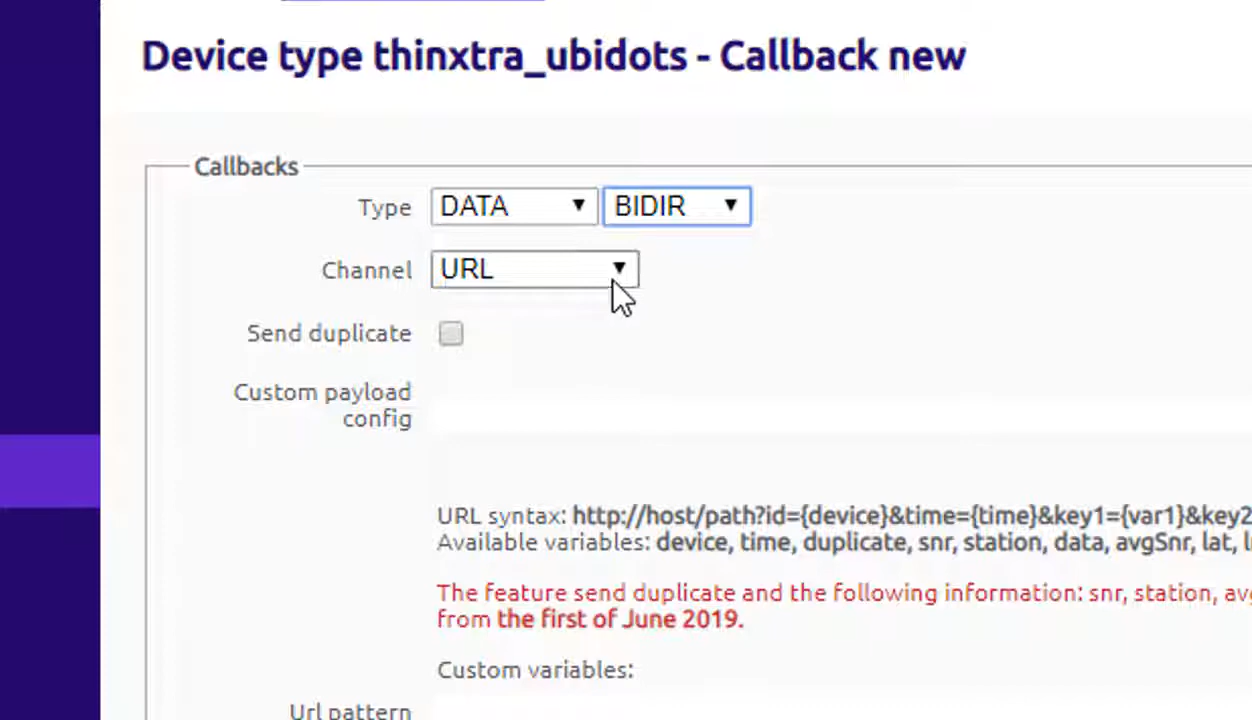 Device type thinxtra_ubidots - Callback new
Callbacks
Type DATA BIDIR
Channel URL
Send duplicate
Custom payload
config
URL syntax: http://host/path?id={device}&time={time}&key1={var1}&key2
Available variables: device, time, duplicate, snr, station, data, avgSnr, lat,
The feature send duplicate and the following information: snr, station,
from the first of June 2019.
Custom variables:
Url pattern